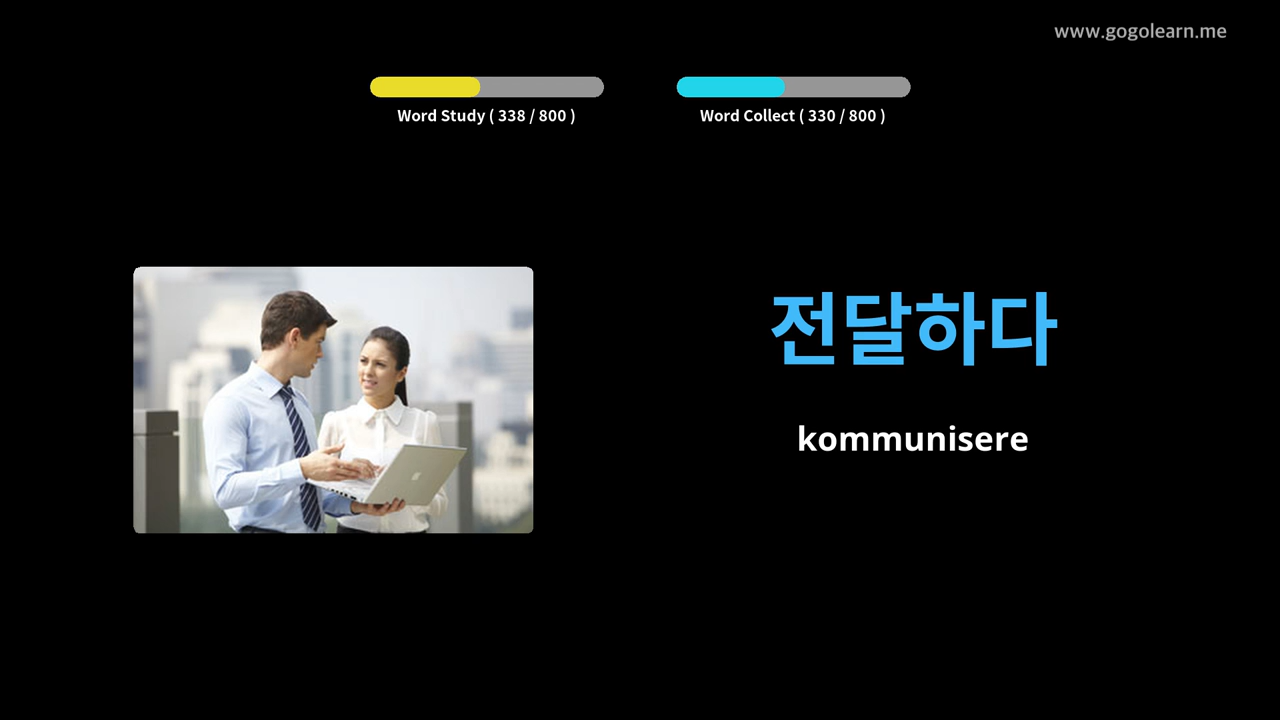 www.gogolearn.me
Word Study ( 338 / 800 )
Word Collect ( 330 / 800 )
전달하다
kommunisere